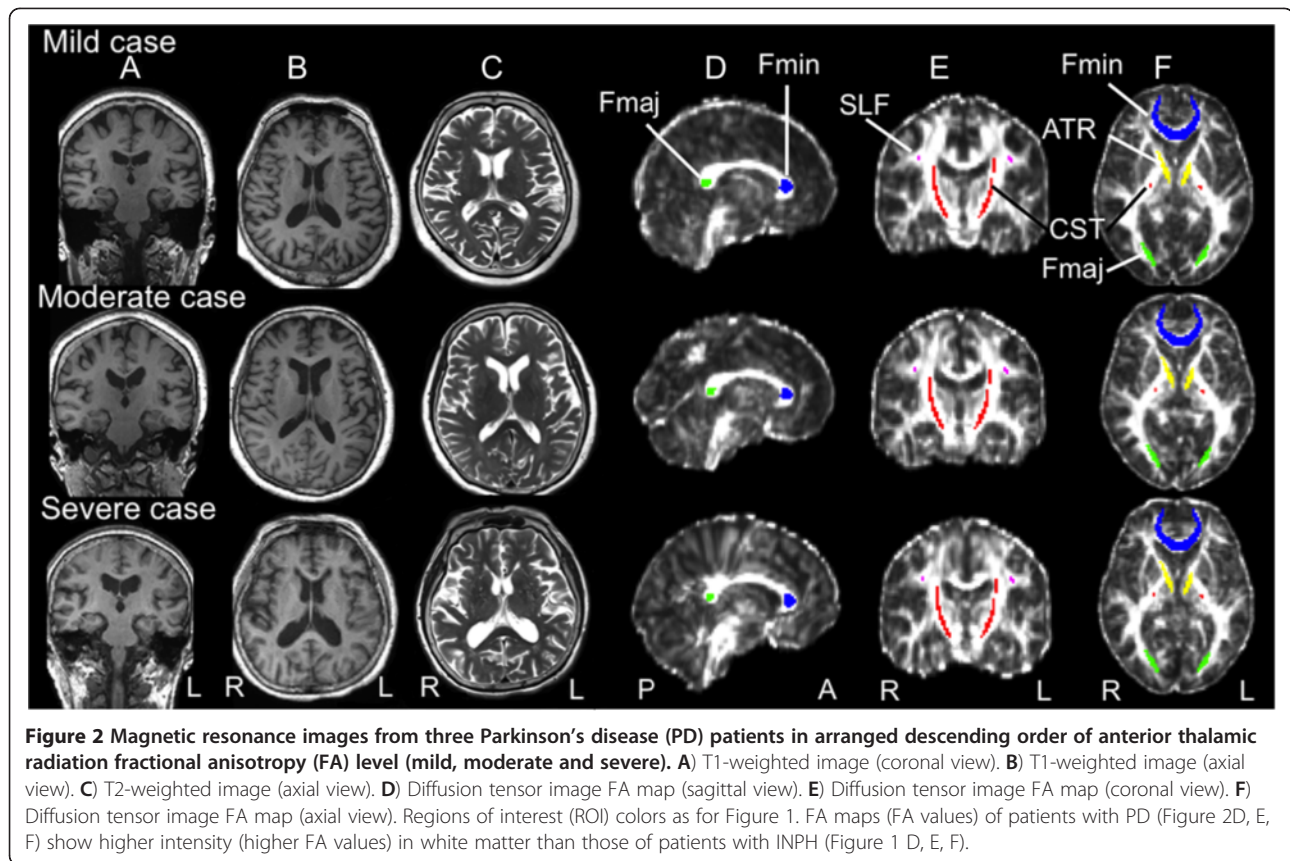 Mild case
A B C D E F
Fmaj Fmin SLF Fmin
ATR
CST
Fmaj
Moderate case
Severe case
L R L R L P A R L R L
Figure 2 Magnetic resonance images from three Parkinson's disease (PD) patients in arranged descending order of anterior thalamic
radiation fractional anisotropy (FA) level (mild, moderate and severe). A) T1-weighted image (coronal view). B) T1-weighted image (axial
view). C) T2-weighted image (axial view). D) Diffusion tensor image FA map (sagittal view). E) Diffusion tensor image FA map (coronal view). F)
Diffusion tensor image FA map (axial view). Regions of interest (ROI) colors as for Figure 1. FA maps (FA values) of patients with PD (Figure 2D, E,
F) show higher intensity (higher FA values) in white matter than those of patients with INPH (Figure 1 D, E, F).